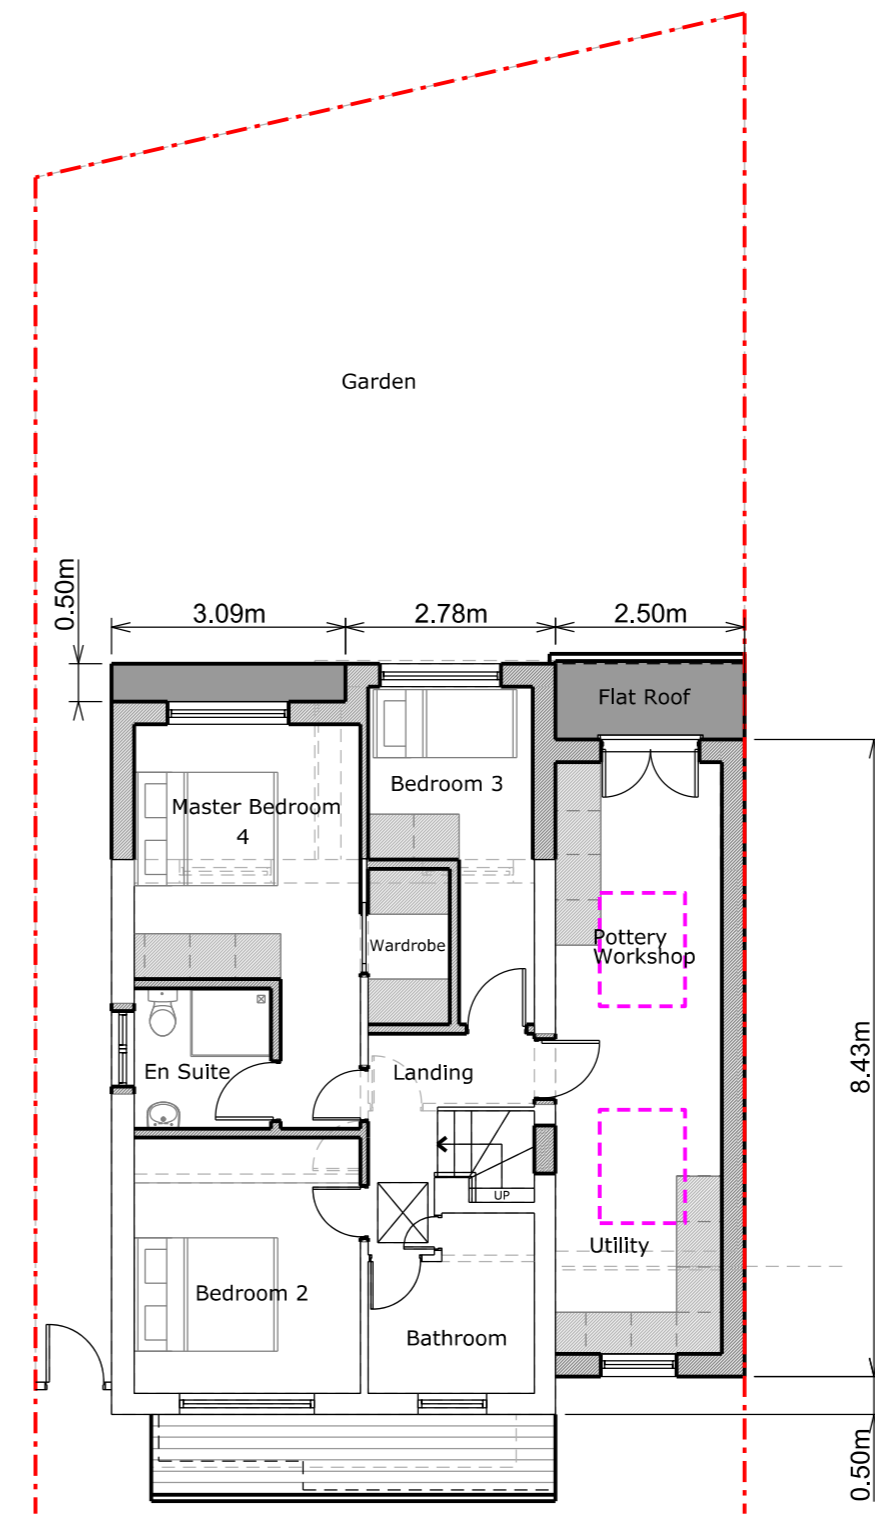 Garden
0.50m
3.09m
2.78m
2.50m
Flat Roof
Bedroom 3
Master Bedroom
4
Pottery
Workshop
Wardrobe
En Suite
Landing
8.43m
UP
Utility
Bedroom 2
Bathroom
0.50m